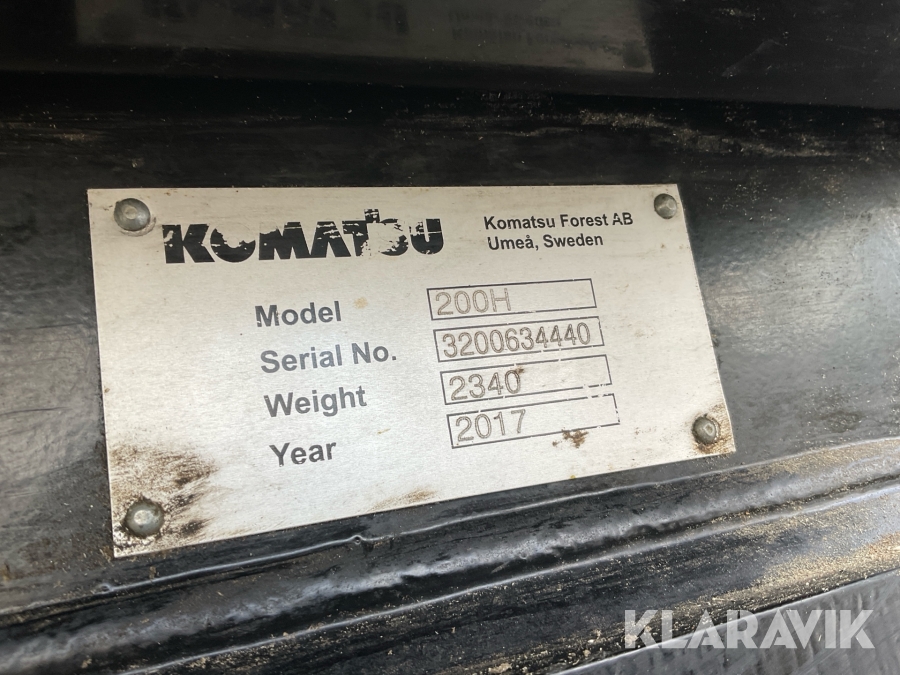 KOMATSU
Komatsu Forest AB
Umeå, Sweden
Model 200H
Serial No. 3200634440
Weight 2340
Year 2017
KLARAVIK